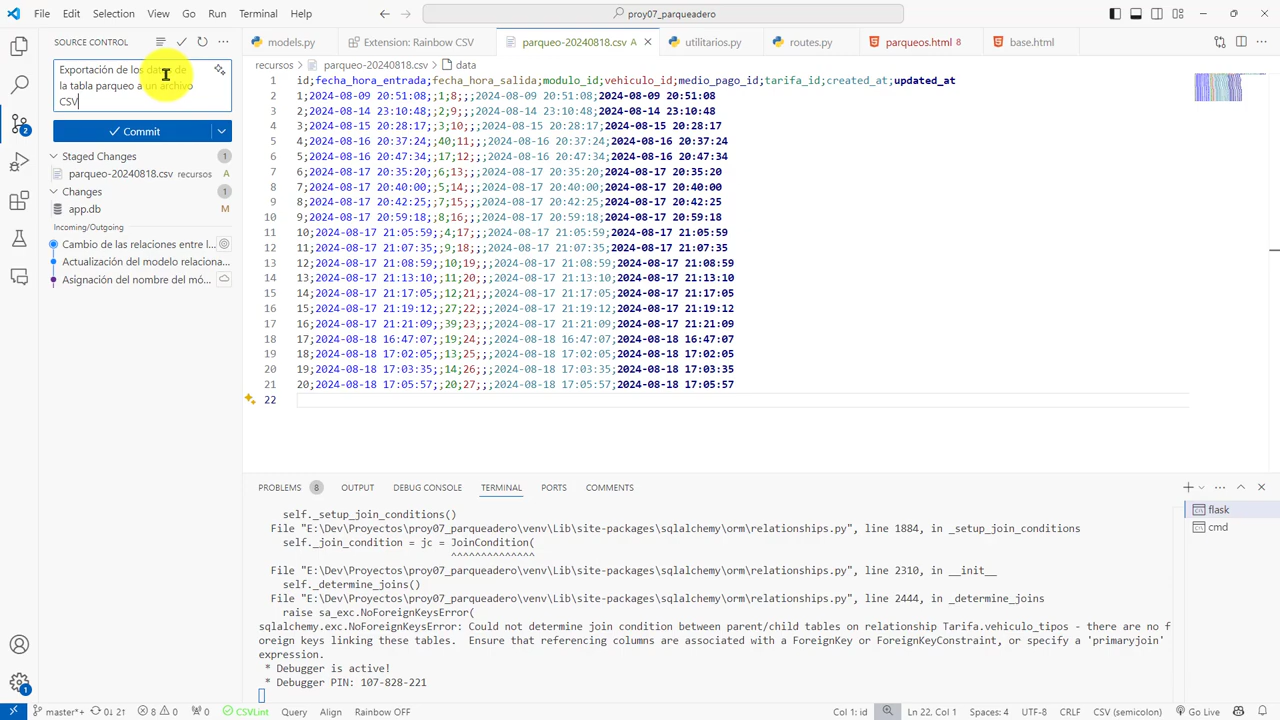 File Edit Selection View Go Run Terminal Help
proy07_parqueadero
SOURCE CONTROL
Exportación de los datos de
la tabla parqueo a un archivo
CSV
Commit
Staged Changes 1
parqueo-20240818.csv recursos A
Changes 1
app.db M
Incoming/Outgoing
Cambio de las relaciones entre l...
Actualización del modelo relaciona...
Asignación del nombre del mó...
2
1
models.py Extension: Rainbow CSV parqueo-20240818.csv A utilitarios.py routes.py parqueos.html 8 base.html
recursos > parqueo-20240818.csv > data
1 id;fecha_hora_entrada;fecha_hora_salida;modulo_id;vehiculo_id;medio_pago_id;tarifa_id;created_at;updated_at
2 1;2024-08-09 20:51:08;;1;8;;;2024-08-09 20:51:08;2024-08-09 20:51:08
3 2;2024-08-14 23:10:48;;2;9;;;2024-08-14 23:10:48;2024-08-14 23:10:48
4 3;2024-08-15 20:28:17;;3;10;;;2024-08-15 20:28:17;2024-08-15 20:28:17
5 4;2024-08-16 20:37:24;;40;11;;;2024-08-16 20:37:24;2024-08-16 20:37:24
6 5;2024-08-16 20:47:34;;17;12;;;2024-08-16 20:47:34;2024-08-16 20:47:34
7 6;2024-08-17 20:35:20;;6;13;;;2024-08-17 20:35:20;2024-08-17 20:35:20
8 7;2024-08-17 20:40:00;;5;14;;;2024-08-17 20:40:00;2024-08-17 20:40:00
9 8;2024-08-17 20:42:25;;7;15;;;2024-08-17 20:42:25;2024-08-17 20:42:25
10 9;2024-08-17 20:59:18;;8;16;;;2024-08-17 20:59:18;2024-08-17 20:59:18
11 10;2024-08-17 21:05:59;;4;17;;;2024-08-17 21:05:59;2024-08-17 21:05:59
12 11;2024-08-17 21:07:35;;9;18;;;2024-08-17 21:07:35;2024-08-17 21:07:35
13 12;2024-08-17 21:08:59;;10;19;;;2024-08-17 21:08:59;2024-08-17 21:08:59
14 13;2024-08-17 21:13:10;;11;20;;;2024-08-17 21:13:10;2024-08-17 21:13:10
15 14;2024-08-17 21:17:05;;12;21;;;2024-08-17 21:17:05;2024-08-17 21:17:05
16 15;2024-08-17 21:19:12;;27;22;;;2024-08-17 21:19:12;2024-08-17 21:19:12
17 16;2024-08-17 21:21:09;;39;23;;;2024-08-17 21:21:09;2024-08-17 21:21:09
18 17;2024-08-18 16:47:07;;19;24;;;2024-08-18 16:47:07;2024-08-18 16:47:07
19 18;2024-08-18 17:02:05;;13;25;;;2024-08-18 17:02:05;2024-08-18 17:02:05
20 19;2024-08-18 17:03:35;;14;26;;;2024-08-18 17:03:35;2024-08-18 17:03:35
21 20;2024-08-18 17:05:57;;20;27;;;2024-08-18 17:05:57;2024-08-18 17:05:57
22
PROBLEMS 8 OUTPUT DEBUG CONSOLE TERMINAL PORTS COMMENTS
flask
cmd
self._setup_join_conditions()
File "E:\Dev\Proyectos\proy07_parqueadero\venv\Lib\site-packages\sqlalchemy\orm\relationships.py", line 1884, in _setup_join_conditions
self._join_condition = jc = JoinCondition(
^^^^^^^^^^^^^^
File "E:\Dev\Proyectos\proy07_parqueadero\venv\Lib\site-packages\sqlalchemy\orm\relationships.py", line 2310, in __init__
self._determine_joins()
File "E:\Dev\Proyectos\proy07_parqueadero\venv\Lib\site-packages\sqlalchemy\orm\relationships.py", line 2444, in _determine_joins
raise sa_exc.NoForeignKeysError(
sqlalchemy.exc.NoForeignKeysError: Could not determine join condition between parent/child tables on relationship Tarifa.vehiculo_tipos - there are no f
oreign keys linking these tables. Ensure that referencing columns are associated with a ForeignKey or ForeignKeyConstraint, or specify a 'primaryjoin'
expression.
* Debugger is active!
* Debugger PIN: 107-828-221
master*+ 0↓ 2↑ 8 0 0 CSVLint Query Align Rainbow OFF Col 1: id Ln 22, Col 1 Spaces: 4 UTF-8 CRLF CSV (semicolon) Go Live